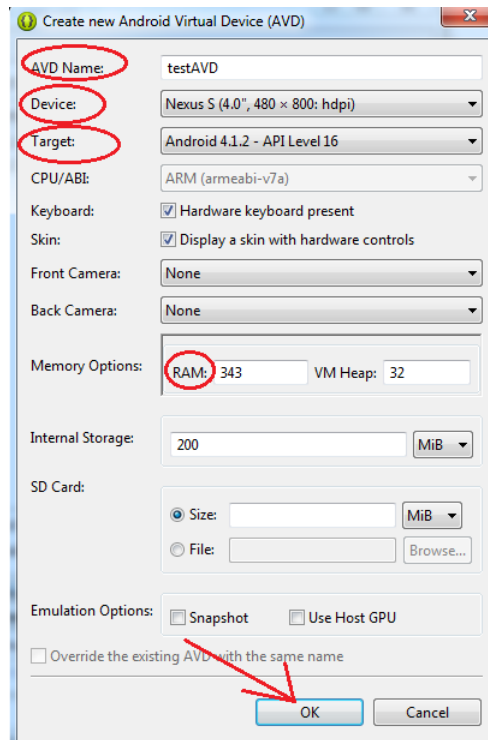 Create new Android Virtual Device (AVD)
AVD Name: testAVD
Device: Nexus S (4.0", 480 × 800: hdpi)
Target: Android 4.1.2 - API Level 16
CPU/ABI: ARM (armeabi-v7a)
Keyboard: Hardware keyboard present
Skin: Display a skin with hardware controls
Front Camera: None
Back Camera: None
Memory Options: RAM: 343 VM Heap: 32
Internal Storage: 200 MiB
SD Card:
Size: MiB
File: Browse...
Emulation Options: Snapshot Use Host GPU
Override the existing AVD with the same name
OK Cancel